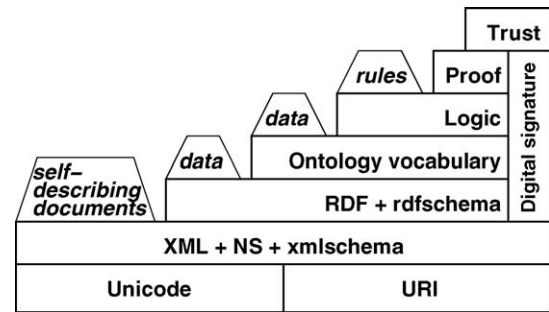 Trust
rules
Proof
data
Logic
data
Ontology vocabulary
self-
describing
documents
RDF + rdfschema
Digital signature
XML + NS + xmlschema
Unicode
URI